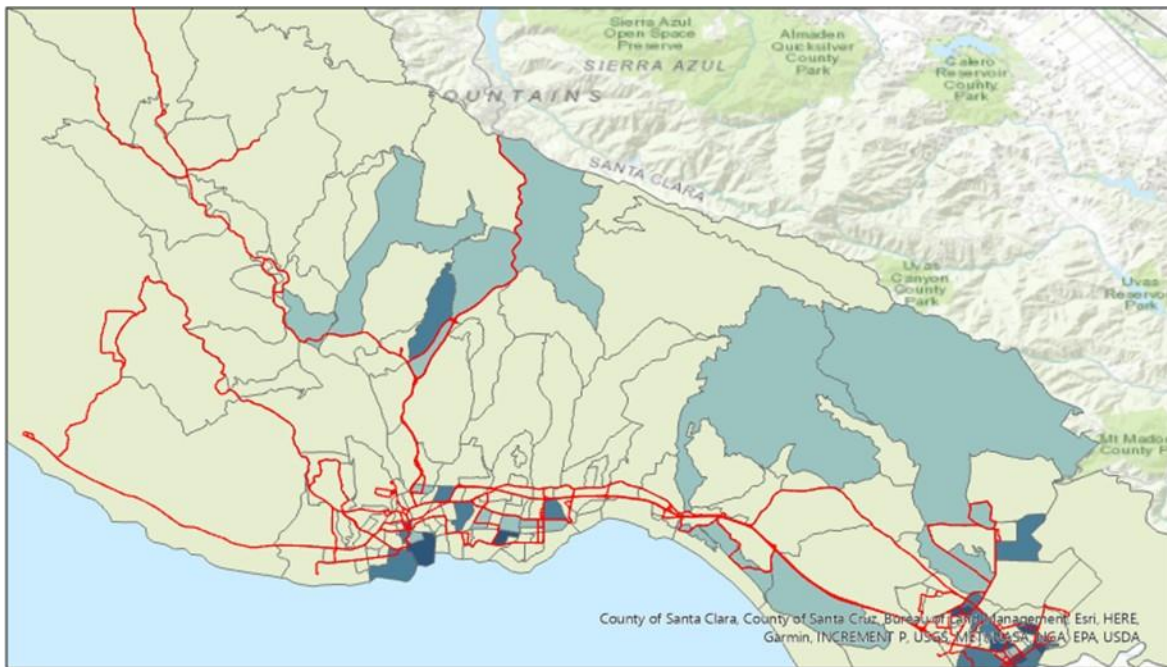 Sierra Azul
Open Space
Preserve
Almaden
Quicksilver
County
Park
SIERRA AZUL
Calero
Reservoir
County
Park
OUNTAINS
SANTA CLARA
Uvas
Canyon
County
Park
Uvas
Reservoir
Park
Mt Mado
County P
County of Santa Clara, County of Santa Cruz, Bureau of Land Management, Esri, HERE,
Garmin, INCREMENT P, USGS, METI/NASA, NGA, EPA, USDA